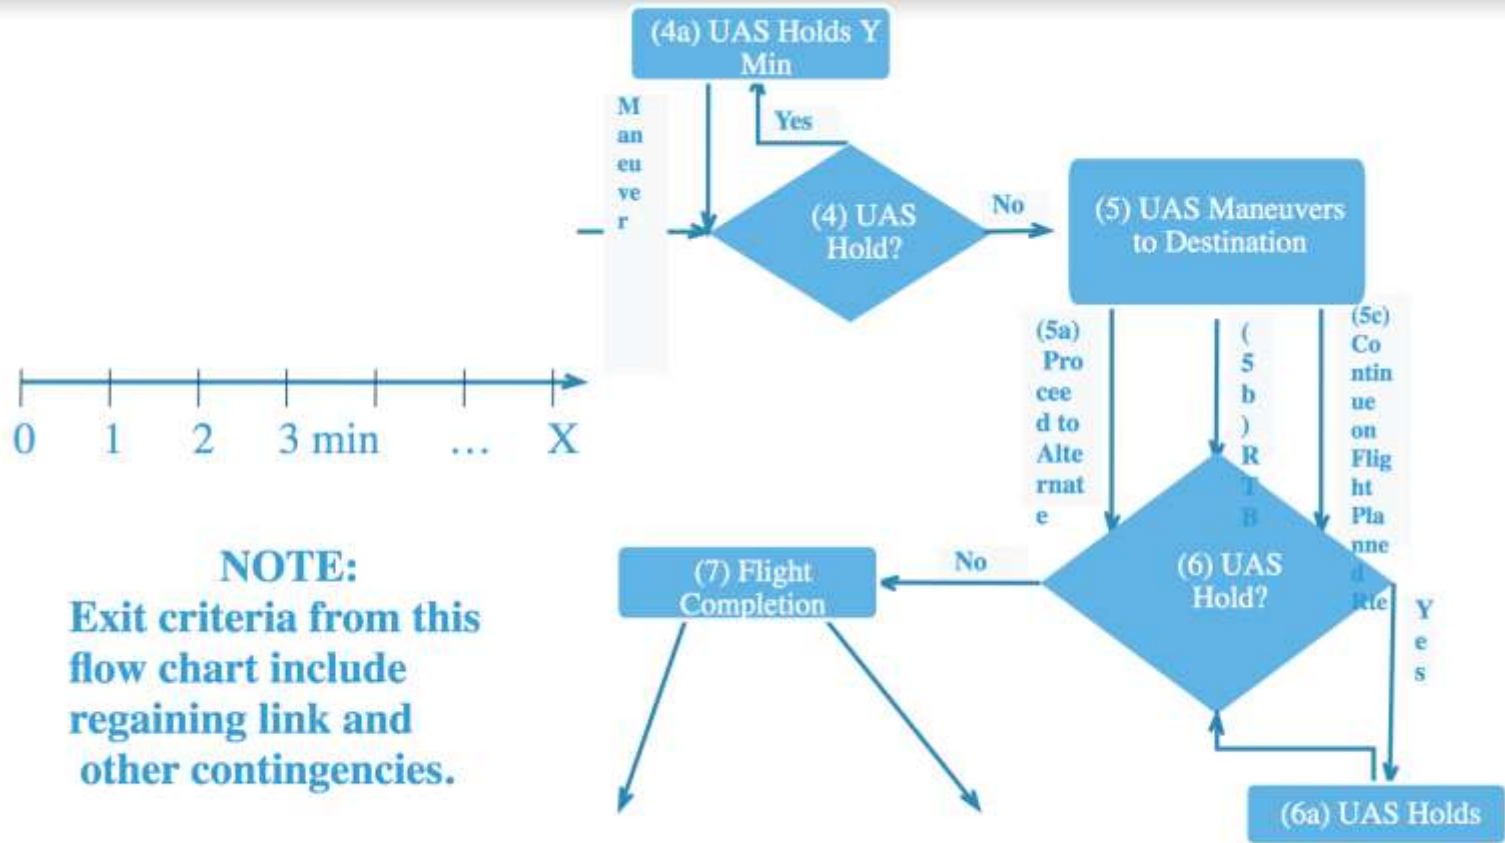 (4a) UAS Holds Y
Min
M
an
eu
ve
r
Yes
(4) UAS
Hold?
No
(5) UAS Maneuvers
to Destination
(5a)
Pro
cee
d to
Alte
rnat
e
(
5
b
)
R
T
B
(5c)
Co
ntin
ue
on
Flig
ht
Pla
nne
d
Rte
0 1 2 3 min ... X
NOTE:
Exit criteria from this
flow chart include
regaining link and
other contingencies.
(7) Flight
Completion
No
(6) UAS
Hold?
Y
e
s
(6a) UAS Holds